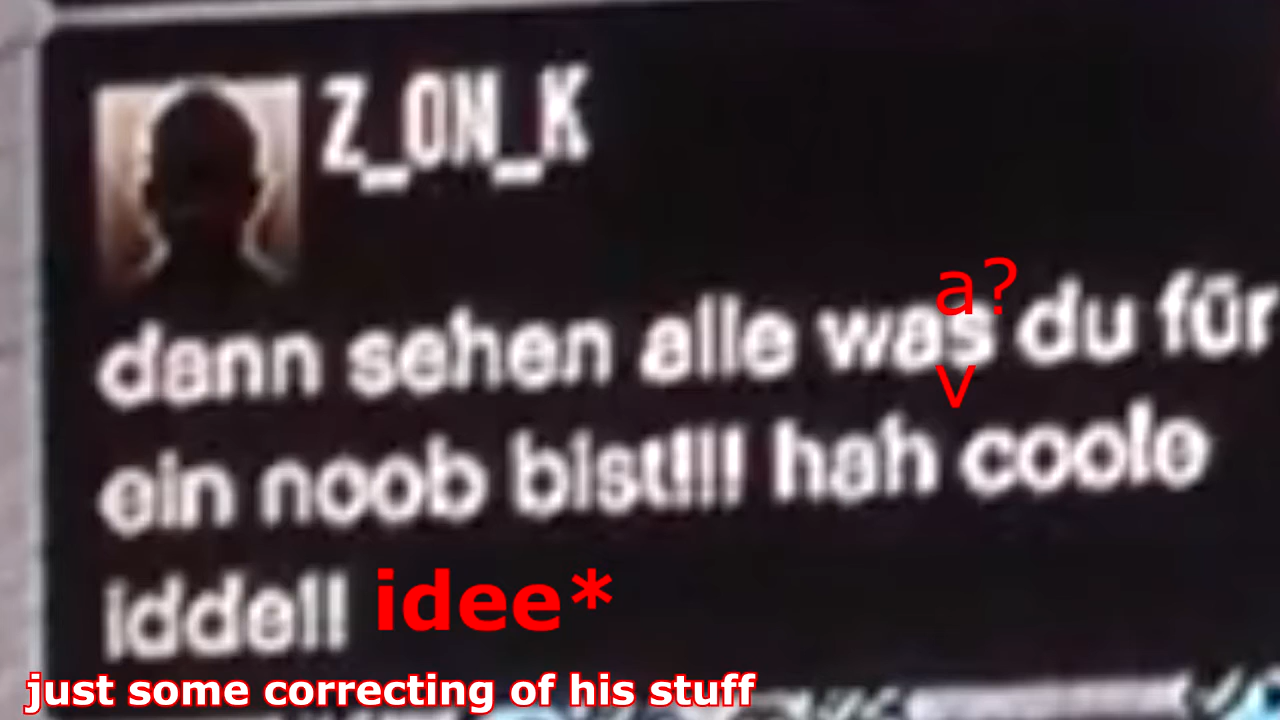 Z_ON_K
a?
dann sehen alle was du für
v
ein noob bist!!! hah coole
idde!! idee*
just some correcting of his stuff